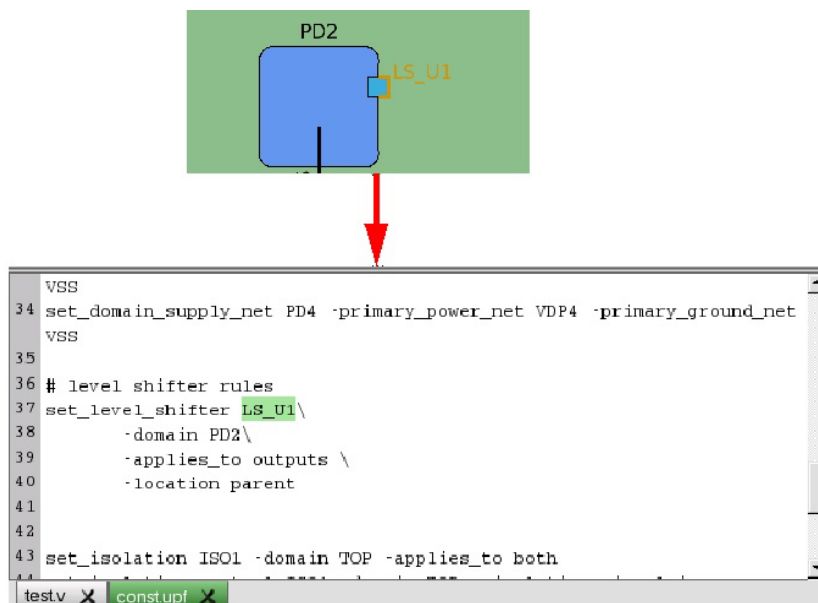 PD2
LS_U1
VSS
34 set_domain_supply_net PD4 -primary_power_net VDP4 -primary_ground_net
VSS
35
36 # level shifter rules
37 set_level_shifter LS_U1\
38 -domain PD2\
39 -applies_to outputs \
40 -location parent
41
42
43 set_isolation ISO1 -domain TOP -applies_to both
test.v X const.upf X